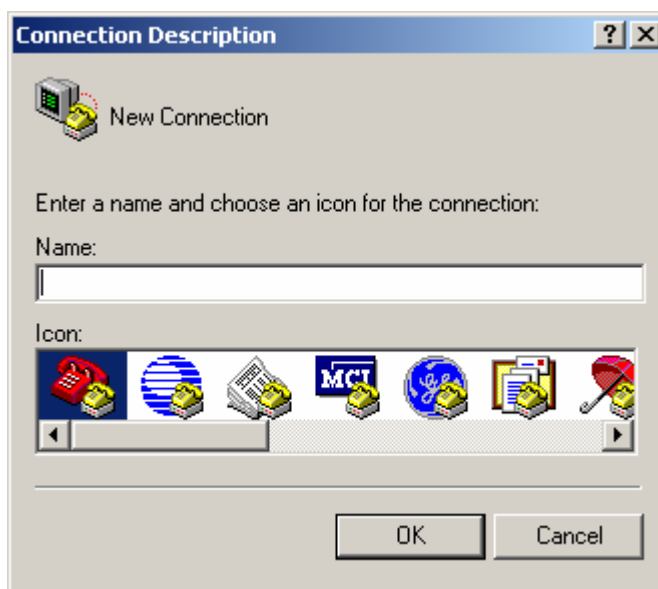 Connection Description
New Connection
Enter a name and choose an icon for the connection:
Name:
Icon:
MCI
OK
Cancel